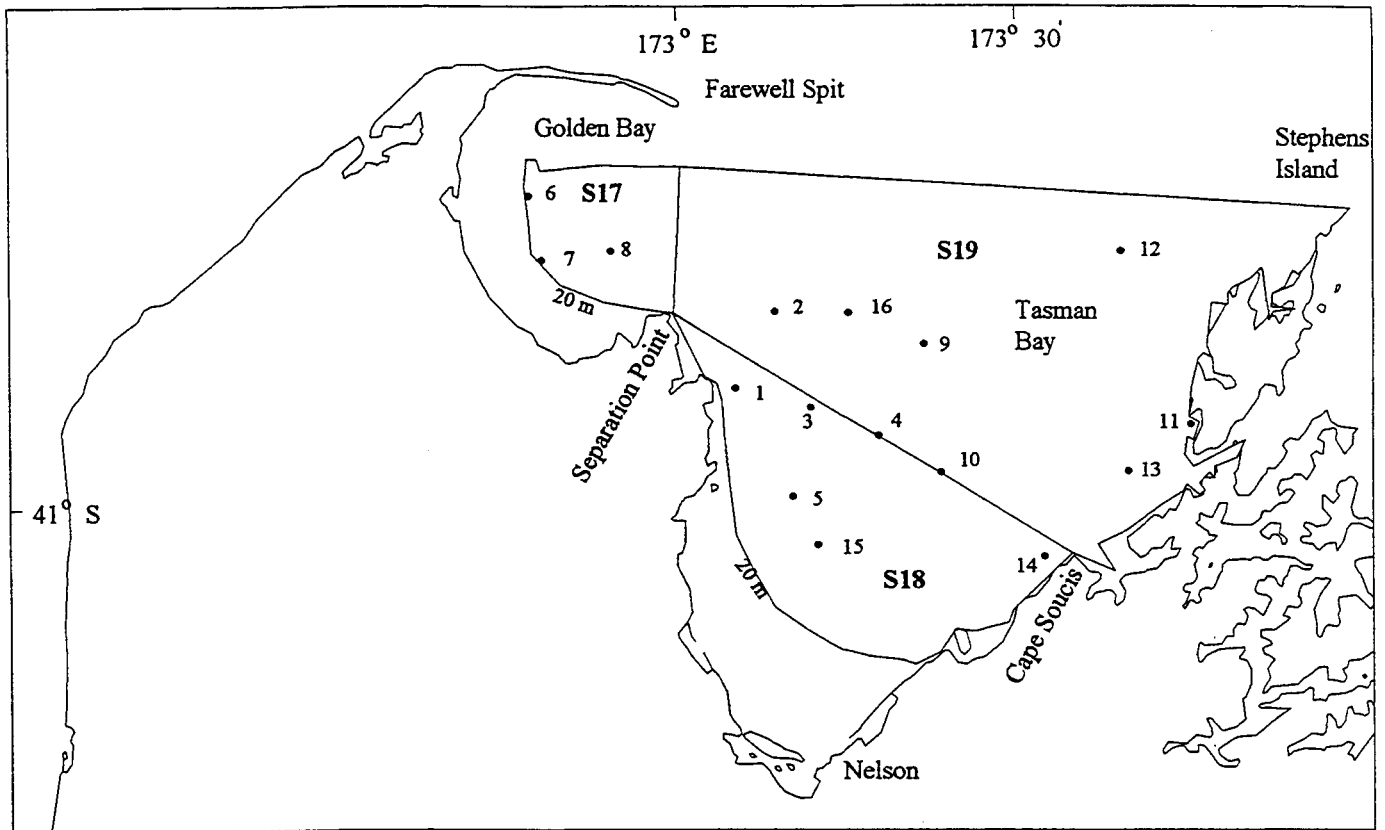 173° E
173° 30'
Farewell Spit
Golden Bay
Stephens
Island
6
S17
7
8
20 m
S19
12
2
16
Tasman
Bay
9
Separation Point
1
3
4
11
10
13
5
41° S
15
14
S18
20 m
Cape Soucis
Nelson